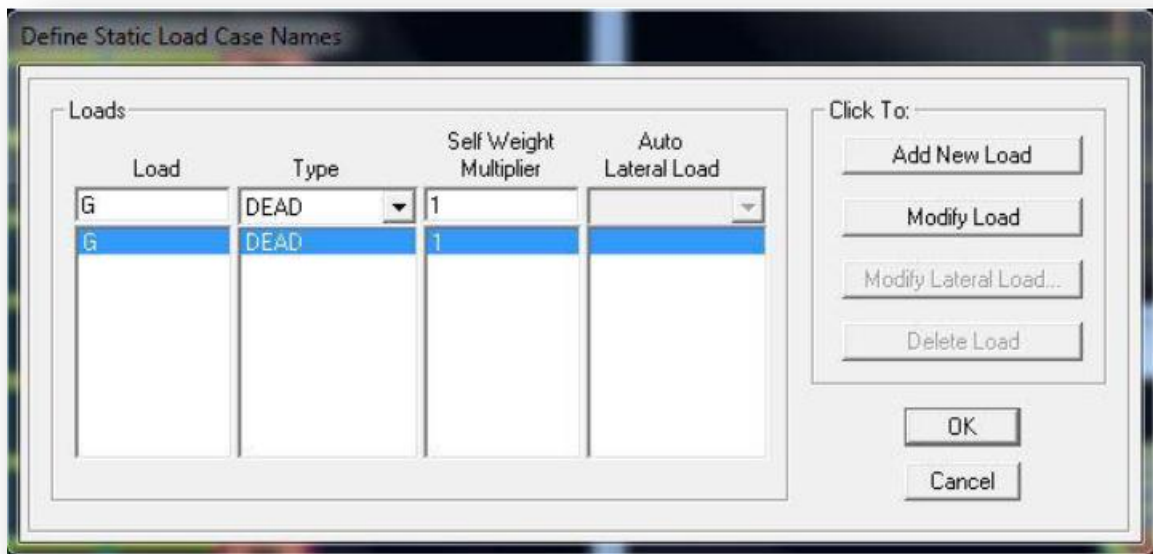 Define Static Load Case Names
Loads
Load Type Self Weight Multiplier Auto Lateral Load
G DEAD 1
G DEAD 1
Click To:
Add New Load
Modify Load
Modify Lateral Load...
Delete Load
OK
Cancel